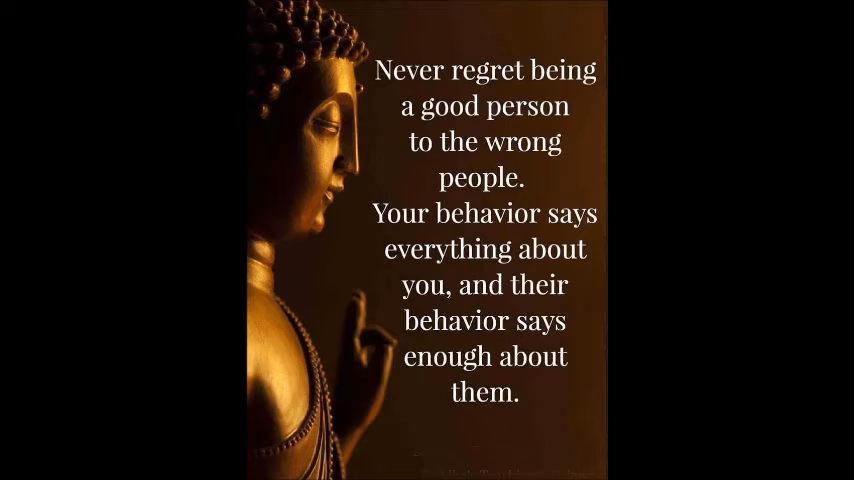 Never regret being
a good person
to the wrong
people.
Your behavior says
everything about
you, and their
behavior says
enough about
them.